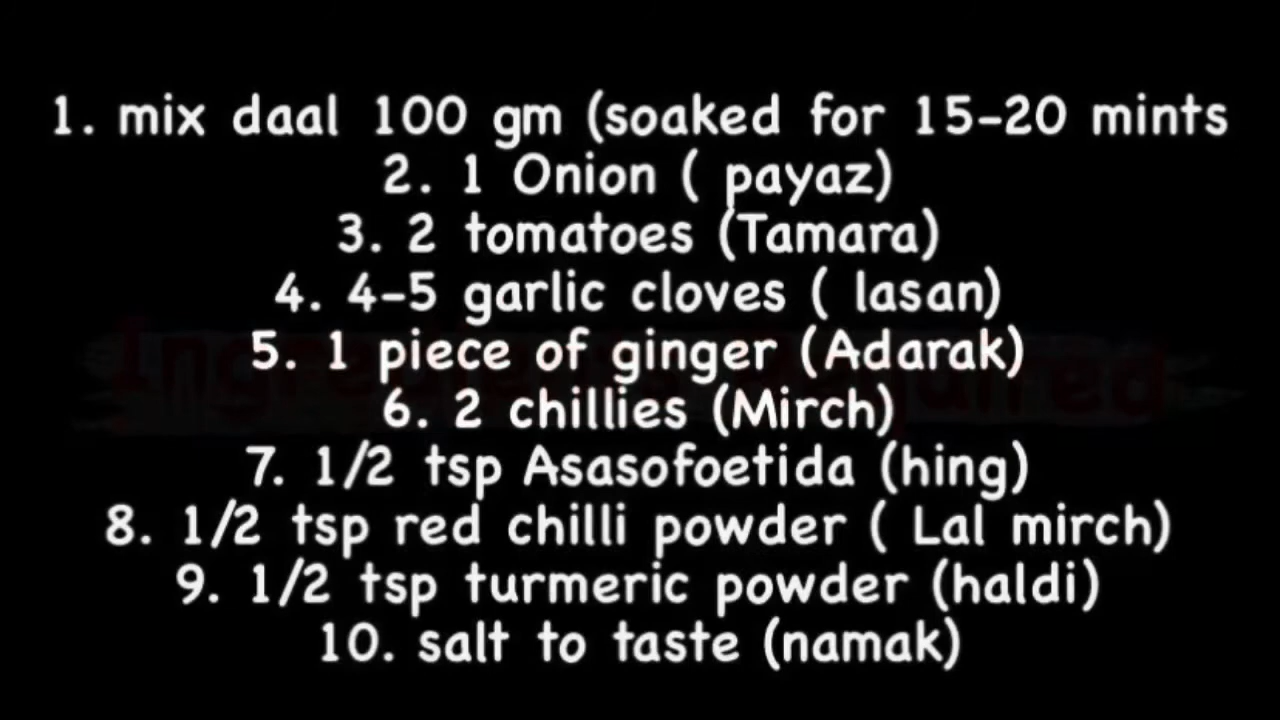 1. mix daal 100 gm (soaked for 15-20 mints
2. 1 Onion ( payaz)
3. 2 tomatoes (Tamara)
4. 4-5 garlic cloves ( lasan)
5. 1 piece of ginger (Adarak)
6. 2 chillies (Mirch)
7. 1/2 tsp Asasofoetida (hing)
8. 1/2 tsp red chilli powder ( Lal mirch)
9. 1/2 tsp turmeric powder (haldi)
10. salt to taste (namak)